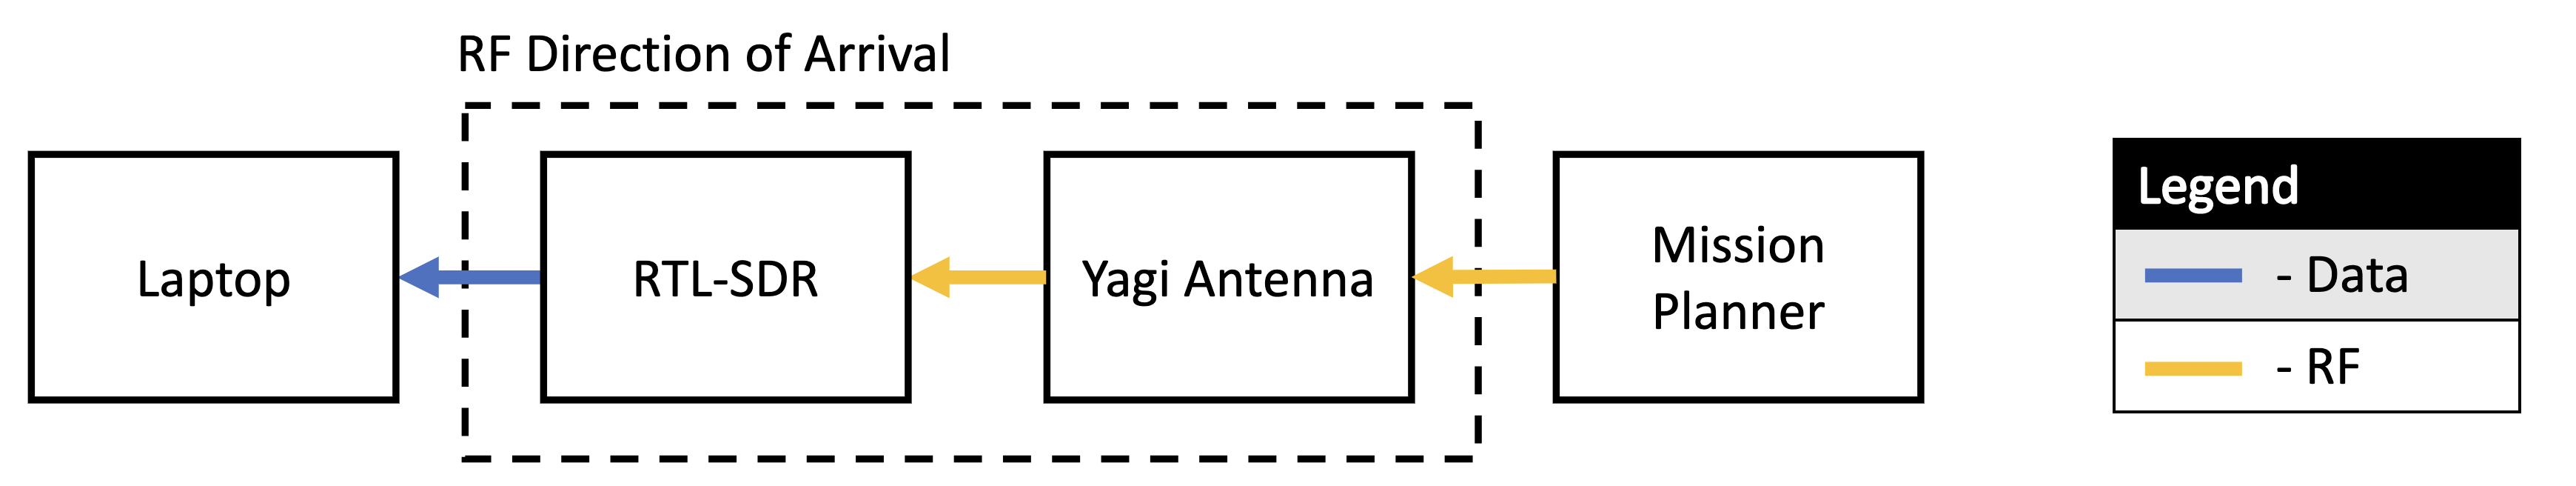 RF Direction of Arrival
Laptop
RTL-SDR
Yagi Antenna
Mission
Planner
Legend
- Data
- RF